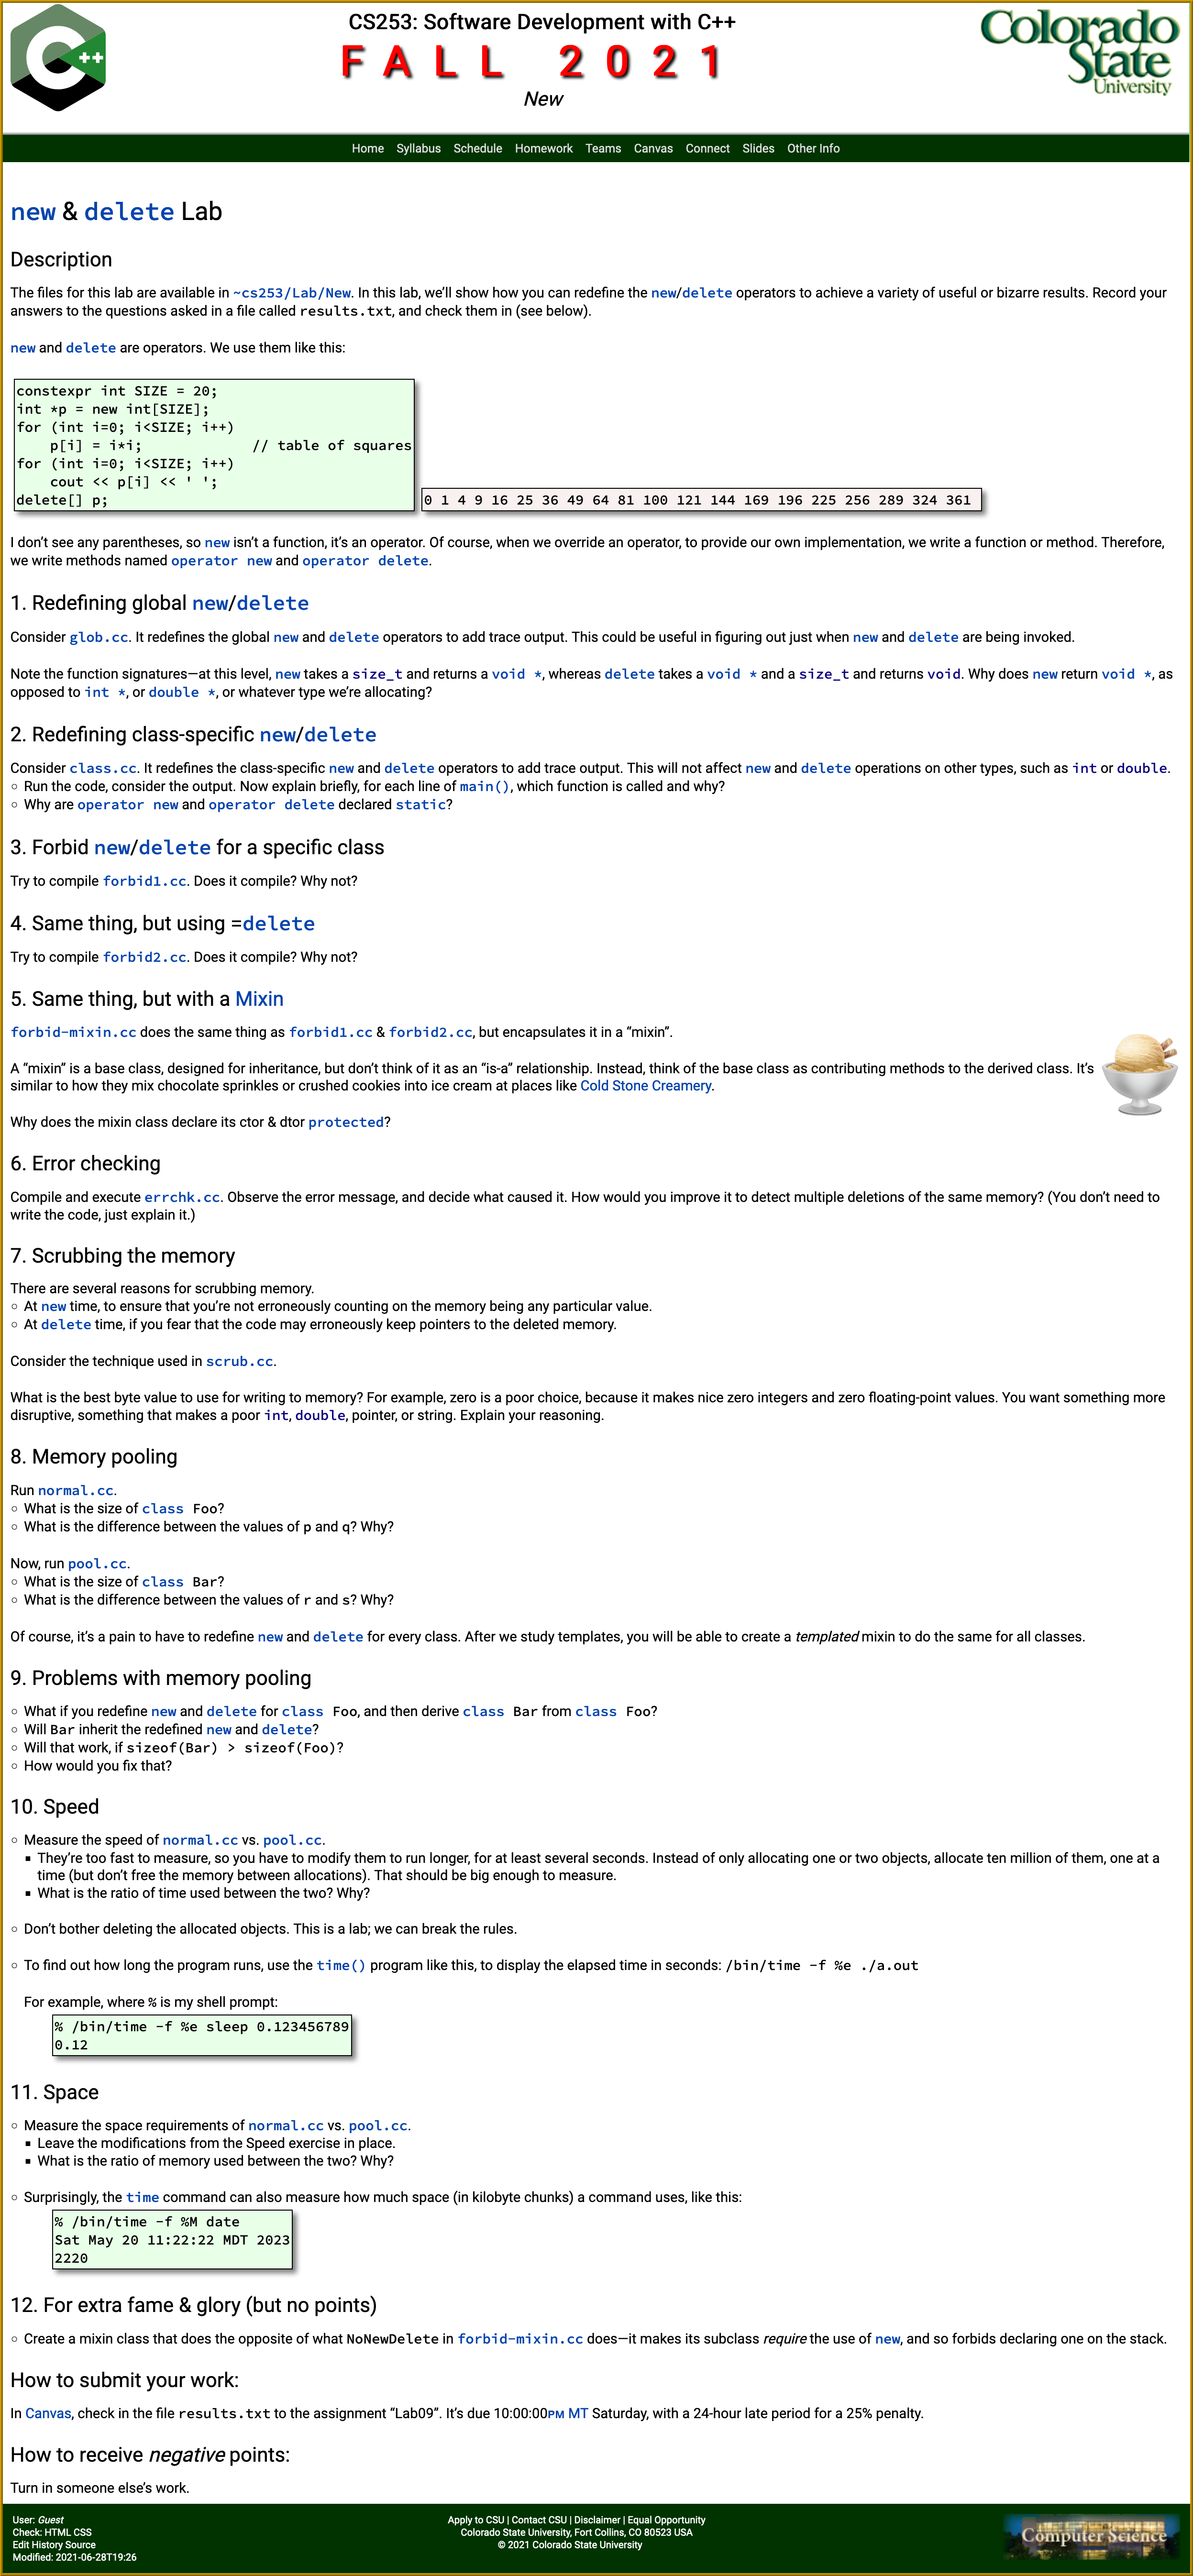 CS253: Software Development with C++
FALL 2021
New
Colorado
State
University
C++
Home Syllabus Schedule Homework Teams Canvas Connect Slides Other Info
new & delete Lab
Description
The files for this lab are available in ~cs253/Lab/New. In this lab, we’ll show how you can redefine the new/delete operators to achieve a variety of useful or bizarre results. Record your
answers to the questions asked in a file called results.txt, and check them in (see below).
new and delete are operators. We use them like this:
constexpr int SIZE = 20;
int *p = new int[SIZE];
for (int i=0; i<SIZE; i++)
    p[i] = i*i;             // table of squares
for (int i=0; i<SIZE; i++)
    cout << p[i] << ' ';
delete[] p;
0 1 4 9 16 25 36 49 64 81 100 121 144 169 196 225 256 289 324 361
I don’t see any parentheses, so new isn’t a function, it’s an operator. Of course, when we override an operator, to provide our own implementation, we write a function or method. Therefore,
we write methods named operator new and operator delete.
1. Redefining global new/delete
Consider glob.cc. It redefines the global new and delete operators to add trace output. This could be useful in figuring out just when new and delete are being invoked.
Note the function signatures—at this level, new takes a size_t and returns a void *, whereas delete takes a void * and a size_t and returns void. Why does new return void *, as
opposed to int *, or double *, or whatever type we’re allocating?
2. Redefining class-specific new/delete
Consider class.cc. It redefines the class-specific new and delete operators to add trace output. This will not affect new and delete operations on other types, such as int or double.
◦ Run the code, consider the output. Now explain briefly, for each line of main(), which function is called and why?
◦ Why are operator new and operator delete declared static?
3. Forbid new/delete for a specific class
Try to compile forbid1.cc. Does it compile? Why not?
4. Same thing, but using =delete
Try to compile forbid2.cc. Does it compile? Why not?
5. Same thing, but with a Mixin
forbid-mixin.cc does the same thing as forbid1.cc & forbid2.cc, but encapsulates it in a “mixin”.
A “mixin” is a base class, designed for inheritance, but don’t think of it as an “is-a” relationship. Instead, think of the base class as contributing methods to the derived class. It’s
similar to how they mix chocolate sprinkles or crushed cookies into ice cream at places like Cold Stone Creamery.
Why does the mixin class declare its ctor & dtor protected?
6. Error checking
Compile and execute errchk.cc. Observe the error message, and decide what caused it. How would you improve it to detect multiple deletions of the same memory? (You don’t need to
write the code, just explain it.)
7. Scrubbing the memory
There are several reasons for scrubbing memory.
◦ At new time, to ensure that you’re not erroneously counting on the memory being any particular value.
◦ At delete time, if you fear that the code may erroneously keep pointers to the deleted memory.
Consider the technique used in scrub.cc.
What is the best byte value to use for writing to memory? For example, zero is a poor choice, because it makes nice zero integers and zero floating-point values. You want something more
disruptive, something that makes a poor int, double, pointer, or string. Explain your reasoning.
8. Memory pooling
Run normal.cc.
◦ What is the size of class Foo?
◦ What is the difference between the values of p and q? Why?
Now, run pool.cc.
◦ What is the size of class Bar?
◦ What is the difference between the values of r and s? Why?
Of course, it’s a pain to have to redefine new and delete for every class. After we study templates, you will be able to create a templated mixin to do the same for all classes.
9. Problems with memory pooling
◦ What if you redefine new and delete for class Foo, and then derive class Bar from class Foo?
◦ Will Bar inherit the redefined new and delete?
◦ Will that work, if sizeof(Bar) > sizeof(Foo)?
◦ How would you fix that?
10. Speed
◦ Measure the speed of normal.cc vs. pool.cc.
▪ They’re too fast to measure, so you have to modify them to run longer, for at least several seconds. Instead of only allocating one or two objects, allocate ten million of them, one at a
time (but don’t free the memory between allocations). That should be big enough to measure.
▪ What is the ratio of time used between the two? Why?
◦ Don’t bother deleting the allocated objects. This is a lab; we can break the rules.
◦ To find out how long the program runs, use the time() program like this, to display the elapsed time in seconds: /bin/time -f %e ./a.out
For example, where % is my shell prompt:
% /bin/time -f %e sleep 0.123456789
0.12
11. Space
◦ Measure the space requirements of normal.cc vs. pool.cc.
▪ Leave the modifications from the Speed exercise in place.
▪ What is the ratio of memory used between the two? Why?
◦ Surprisingly, the time command can also measure how much space (in kilobyte chunks) a command uses, like this:
% /bin/time -f %M date
Sat May 20 11:22:22 MDT 2023
2220
12. For extra fame & glory (but no points)
◦ Create a mixin class that does the opposite of what NoNewDelete in forbid-mixin.cc does—it makes its subclass require the use of new, and so forbids declaring one on the stack.
How to submit your work:
In Canvas, check in the file results.txt to the assignment “Lab09”. It’s due 10:00:00PM MT Saturday, with a 24-hour late period for a 25% penalty.
How to receive negative points:
Turn in someone else’s work.
User: Guest
Check: HTML CSS
Edit History Source
Modified: 2021-06-28T19:26
Apply to CSU | Contact CSU | Disclaimer | Equal Opportunity
Colorado State University, Fort Collins, CO 80523 USA
© 2021 Colorado State University
Computer Science